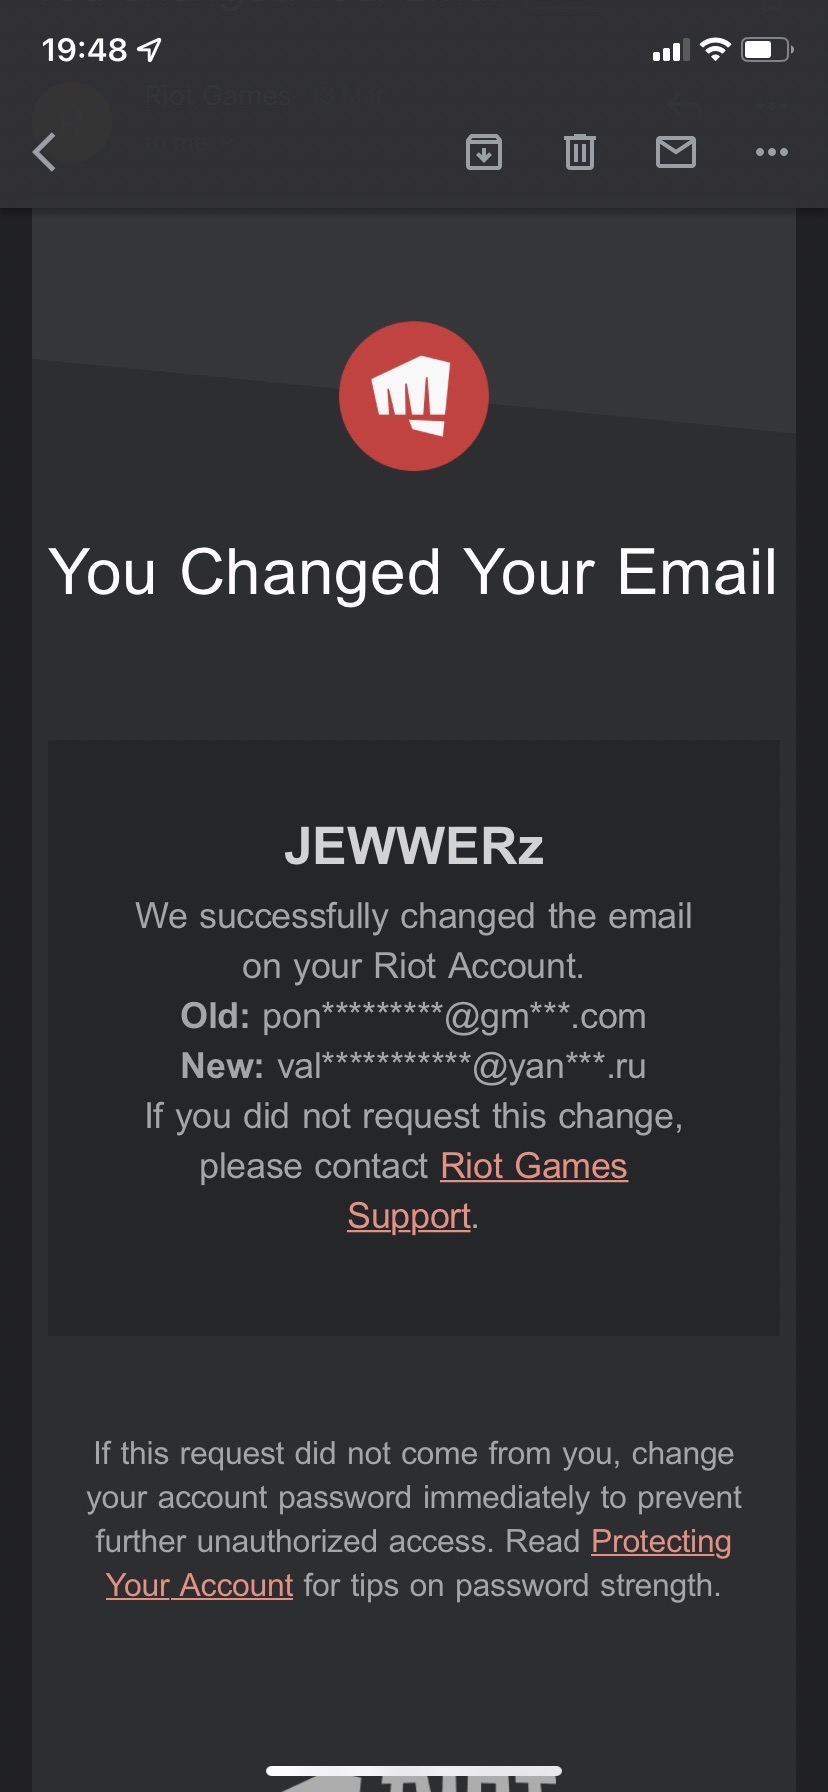 19:48
Riot Games 13 Mar
You Changed Your Email
JEWWERz
We successfully changed the email
on your Riot Account.
Old: pon*********@gm***.com
New: val***********@yan***.ru
If you did not request this change,
please contact Riot Games
Support.
If this request did not come from you, change
your account password immediately to prevent
further unauthorized access. Read Protecting
Your Account for tips on password strength.